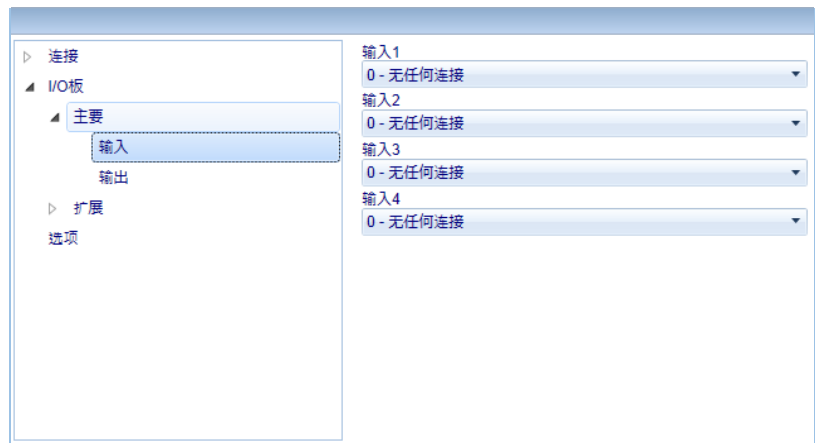 连接
I/O板
主要
输入
输出
扩展
选项
输入1
0 - 无任何连接
输入2
0 - 无任何连接
输入3
0 - 无任何连接
输入4
0 - 无任何连接